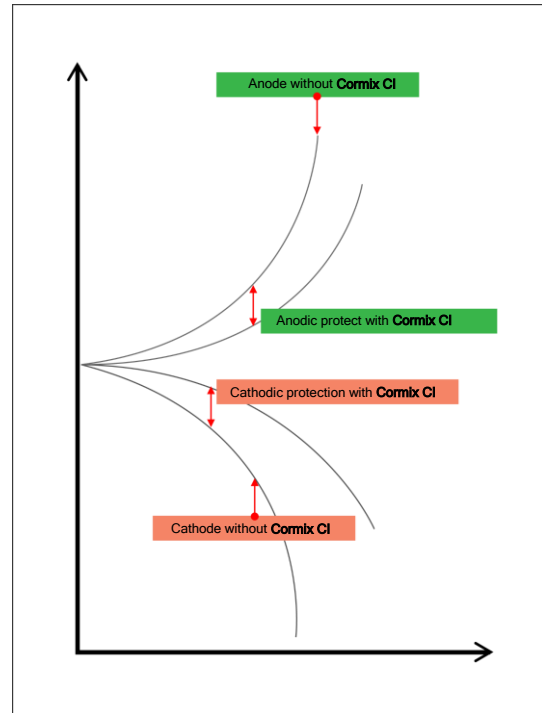 Anode without Cormix CI
Anodic protect with Cormix CI
Cathodic protection with Cormix CI
Cathode without Cormix CI